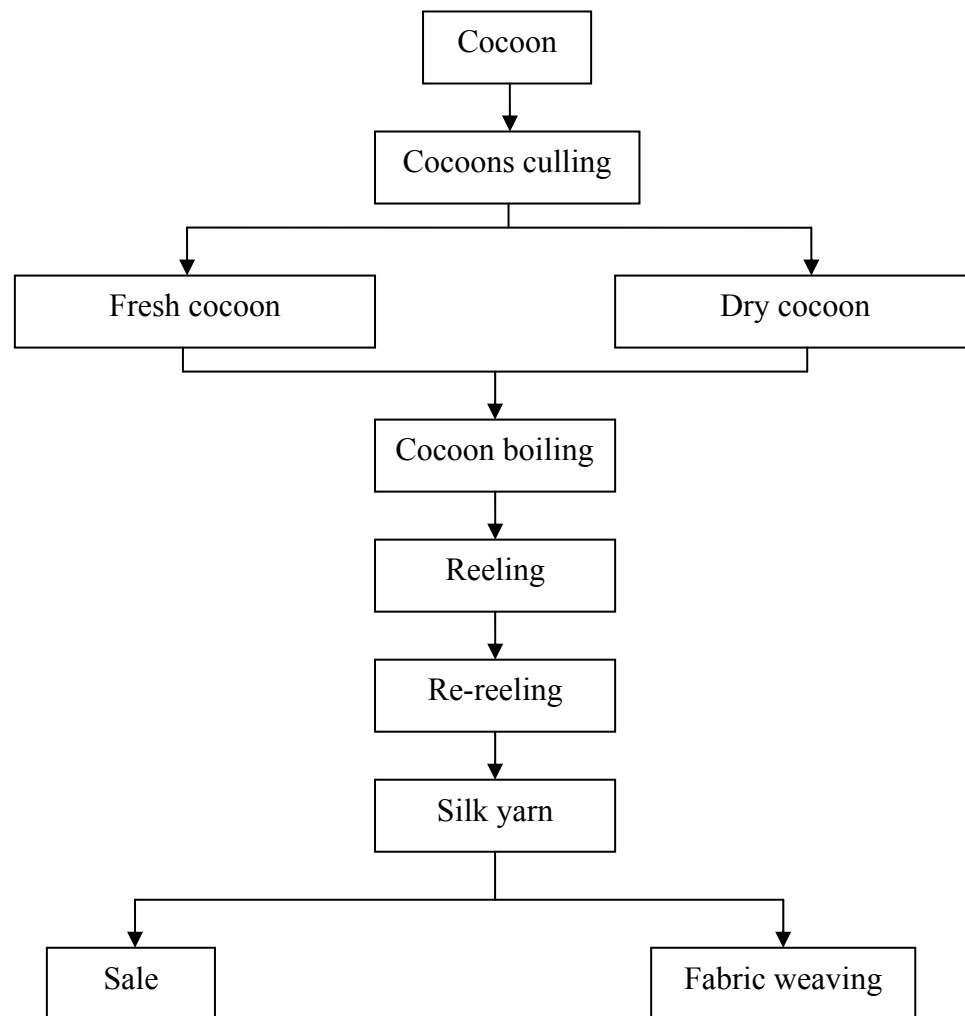 Cocoon
Cocoons culling
Fresh cocoon
Dry cocoon
Cocoon boiling
Reeling
Re-reeling
Silk yarn
Sale
Fabric weaving